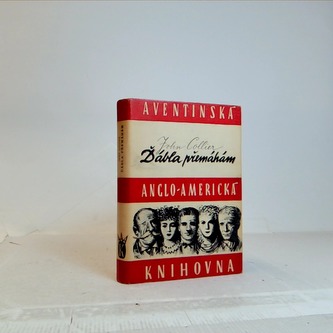 AVENTINSKÁ
John Collier
Ďábla přemáhám
ANGLO-AMERICKÁ
KNIHOVNA